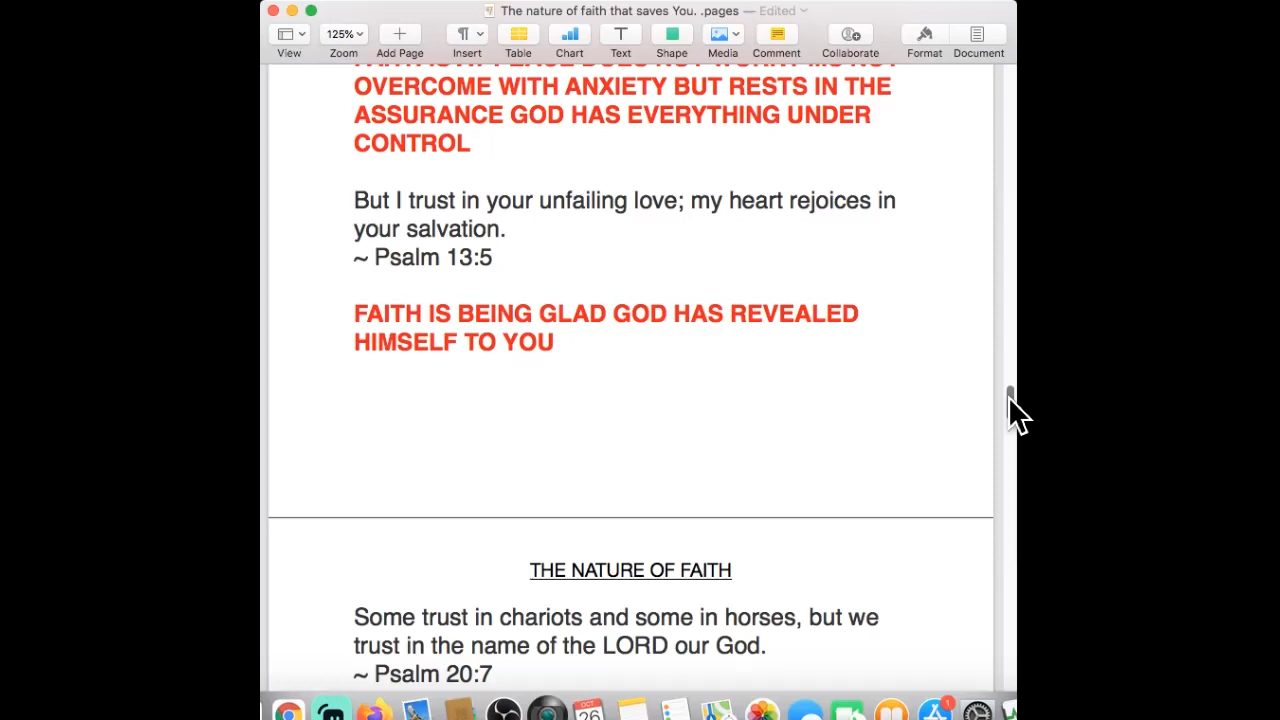 The nature of faith that saves You. .pages — Edited
125%
View
Zoom
Add Page
Insert
Table
Chart
Text
Shape
Media
Comment
Collaborate
Format
Document
OVERCOME WITH ANXIETY BUT RESTS IN THE
ASSURANCE GOD HAS EVERYTHING UNDER
CONTROL
But I trust in your unfailing love; my heart rejoices in
your salvation.
~ Psalm 13:5
FAITH IS BEING GLAD GOD HAS REVEALED
HIMSELF TO YOU
THE NATURE OF FAITH
Some trust in chariots and some in horses, but we
trust in the name of the LORD our God.
~ Psalm 20:7
OCT
26
1